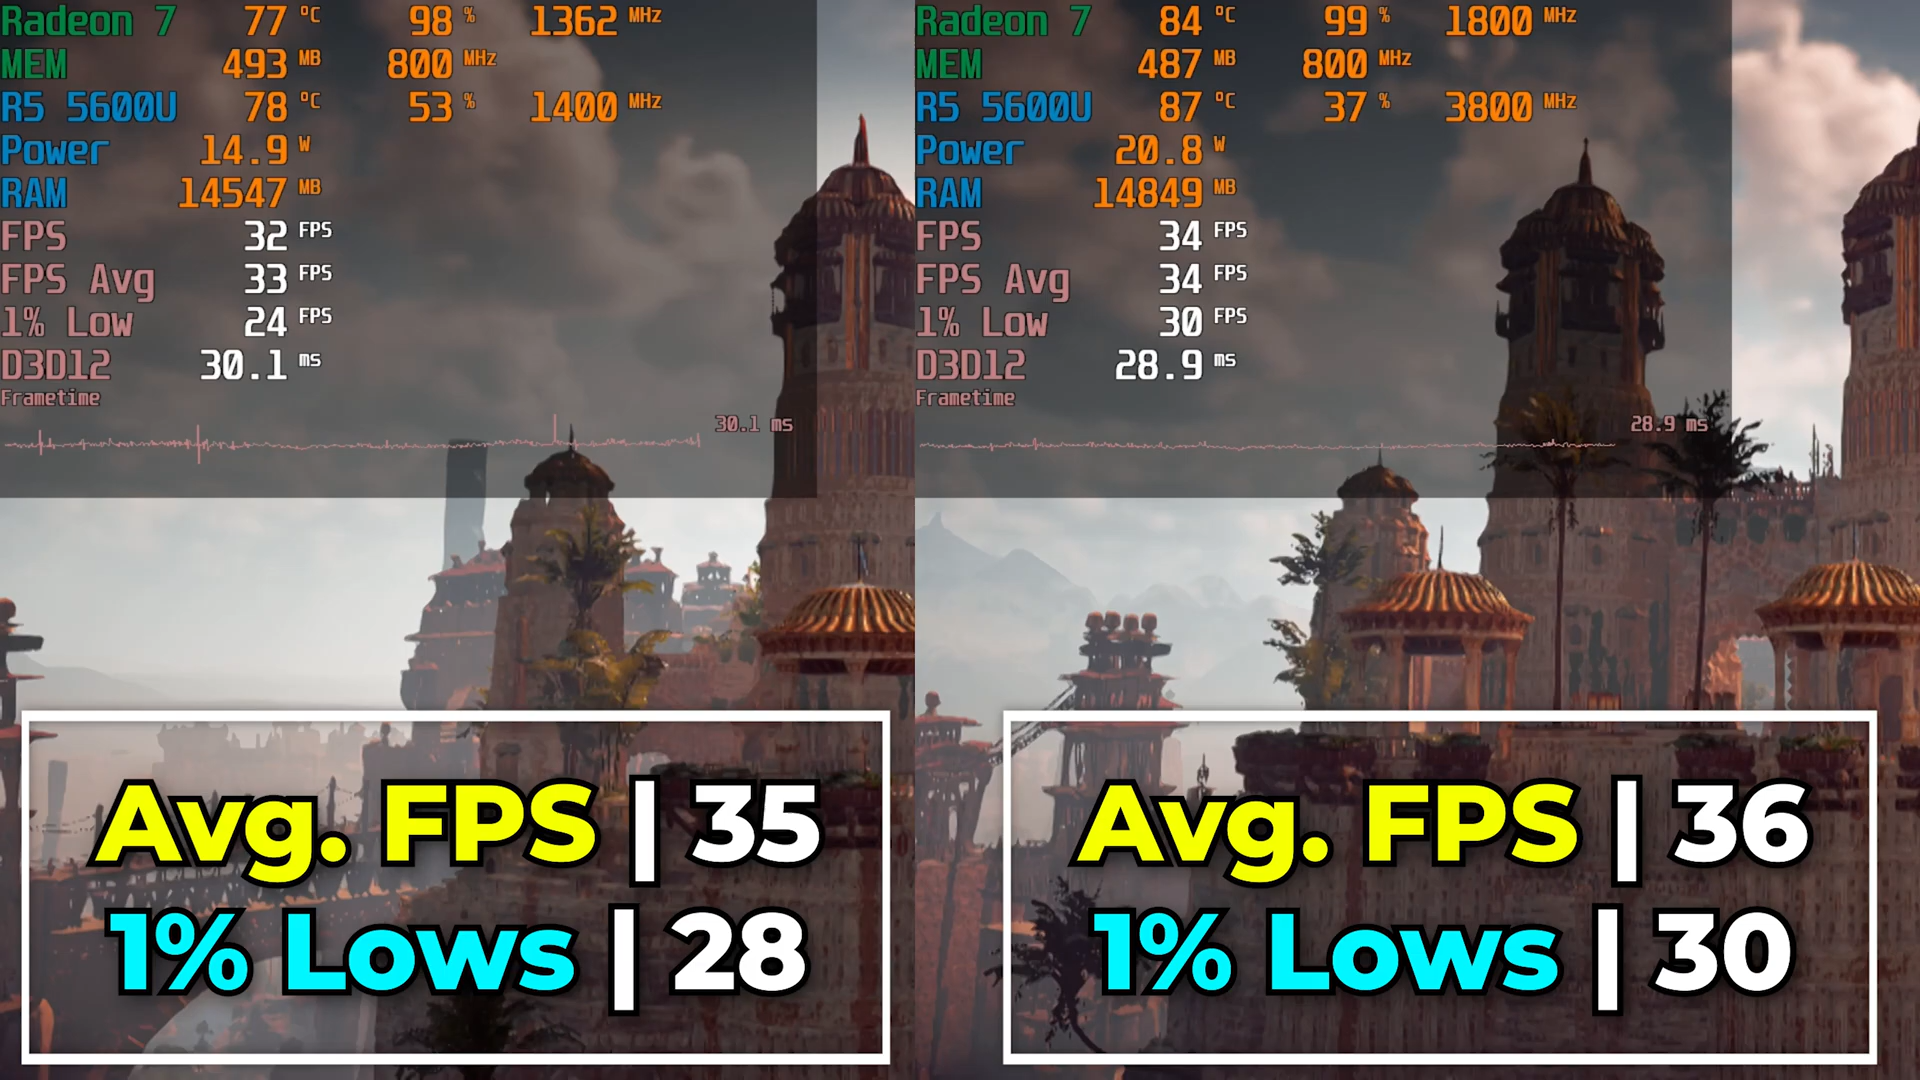 Radeon 7 77 °C 98 % 1362 MHz
MEM 493 MB 800 MHz
R5 5600U 78 °C 53 % 1400 MHz
Power 14.9 W
RAM 14547 MB
FPS 32 FPS
FPS Avg 33 FPS
1% Low 24 FPS
D3D12 30.1 ms
Frametime
30.1 ms
Avg. FPS | 35
1% Lows | 28
Radeon 7 84 °C 99 % 1800 MHz
MEM 487 MB 800 MHz
R5 5600U 87 °C 37 % 3800 MHz
Power 20.8 W
RAM 14849 MB
FPS 34 FPS
FPS Avg 34 FPS
1% Low 30 FPS
D3D12 28.9 ms
Frametime
28.9 ms
Avg. FPS | 36
1% Lows | 30